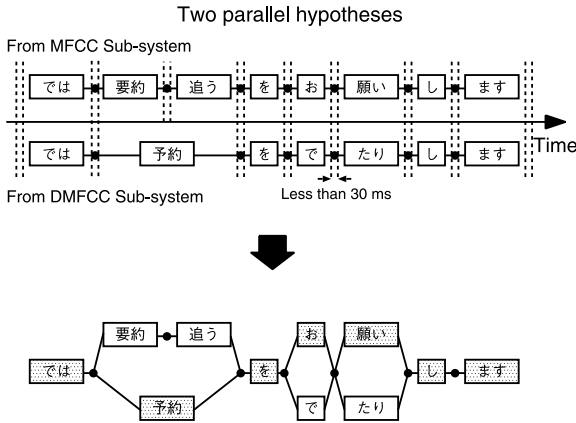 Two parallel hypotheses
From MFCC Sub-system
では 要約 追う を お 願い し ます
Time
では 予約 を で たり し ます
From DMFCC Sub-system
Less than 30 ms
要約 追う お 願い
では を し ます
予約 で たり